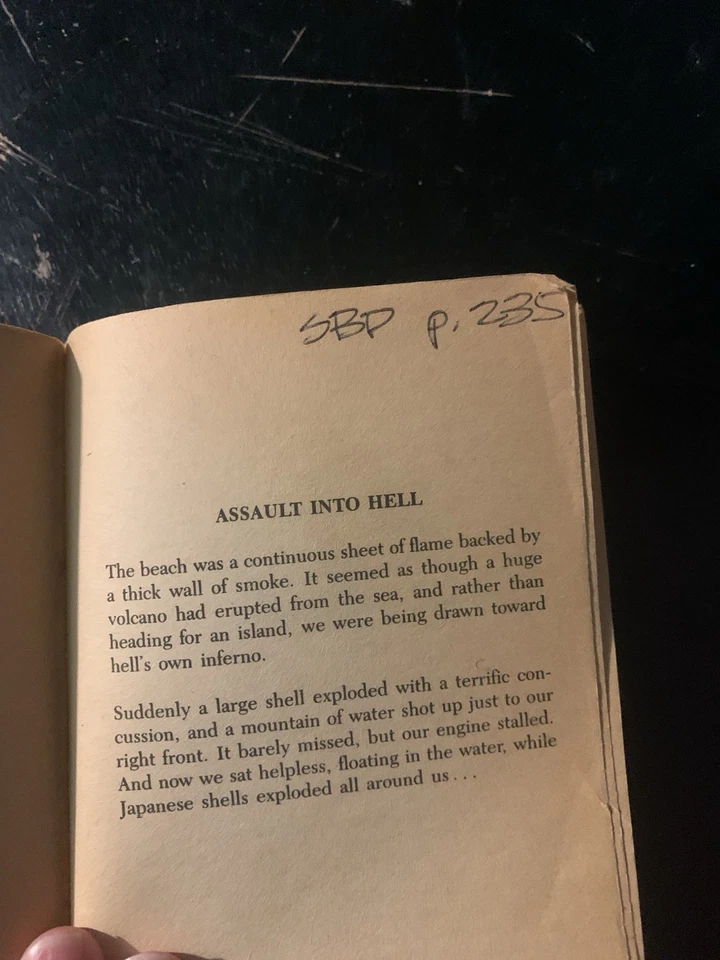 SBP p. 235
ASSAULT INTO HELL
The beach was a continuous sheet of flame backed by
a thick wall of smoke. It seemed as though a huge
volcano had erupted from the sea, and rather than
heading for an island, we were being drawn toward
hell's own inferno.
Suddenly a large shell exploded with a terrific con-
cussion, and a mountain of water shot up just to our
right front. It barely missed, but our engine stalled.
And now we sat helpless, floating in the water, while
Japanese shells exploded all around us...